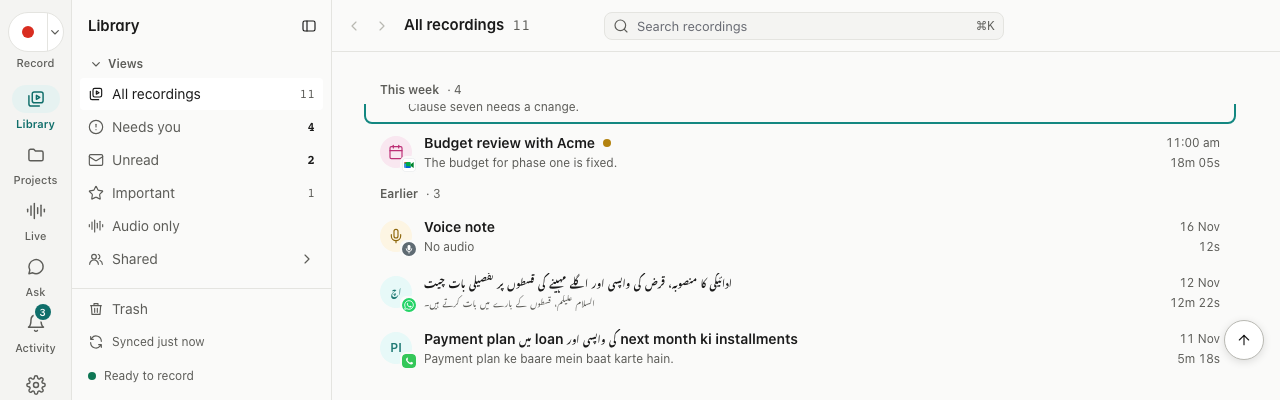 Record
Library
Projects
Live
Ask
3
Activity
Library
Views
All recordings 11
Needs you 4
Unread 2
Important 1
Audio only
Shared
Trash
Synced just now
Ready to record
All recordings 11
Search recordings ⌘K
This week · 4
Clause seven needs a change.
Budget review with Acme 11:00 am
The budget for phase one is fixed. 18m 05s
Earlier · 3
Voice note 16 Nov
No audio 12s
اچ
ادائیگی کا منصوبہ، قرض کی واپسی اور اگلے مہینے کی قسطوں پر تفصیلی بات چیت 12 Nov
السلام علیکم، قسطوں کے بارے میں بات کرتے ہیں۔ 12m 22s
PI
Payment plan میں loan کی واپسی اور next month ki installments 11 Nov
Payment plan ke baare mein baat karte hain. 5m 18s